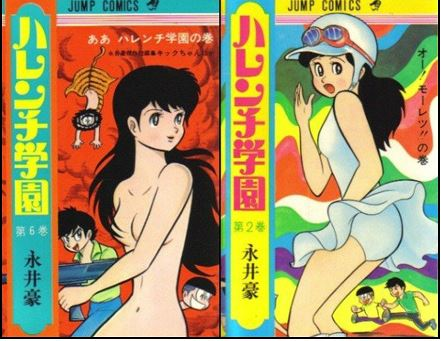 JUMP COMICS
ハレンチ学園
第6巻
永井豪
ああ ハレンチ学園の巻
JUMP COMICS
ハレンチ学園
第2巻
永井豪
オー!モーレツ!!の巻